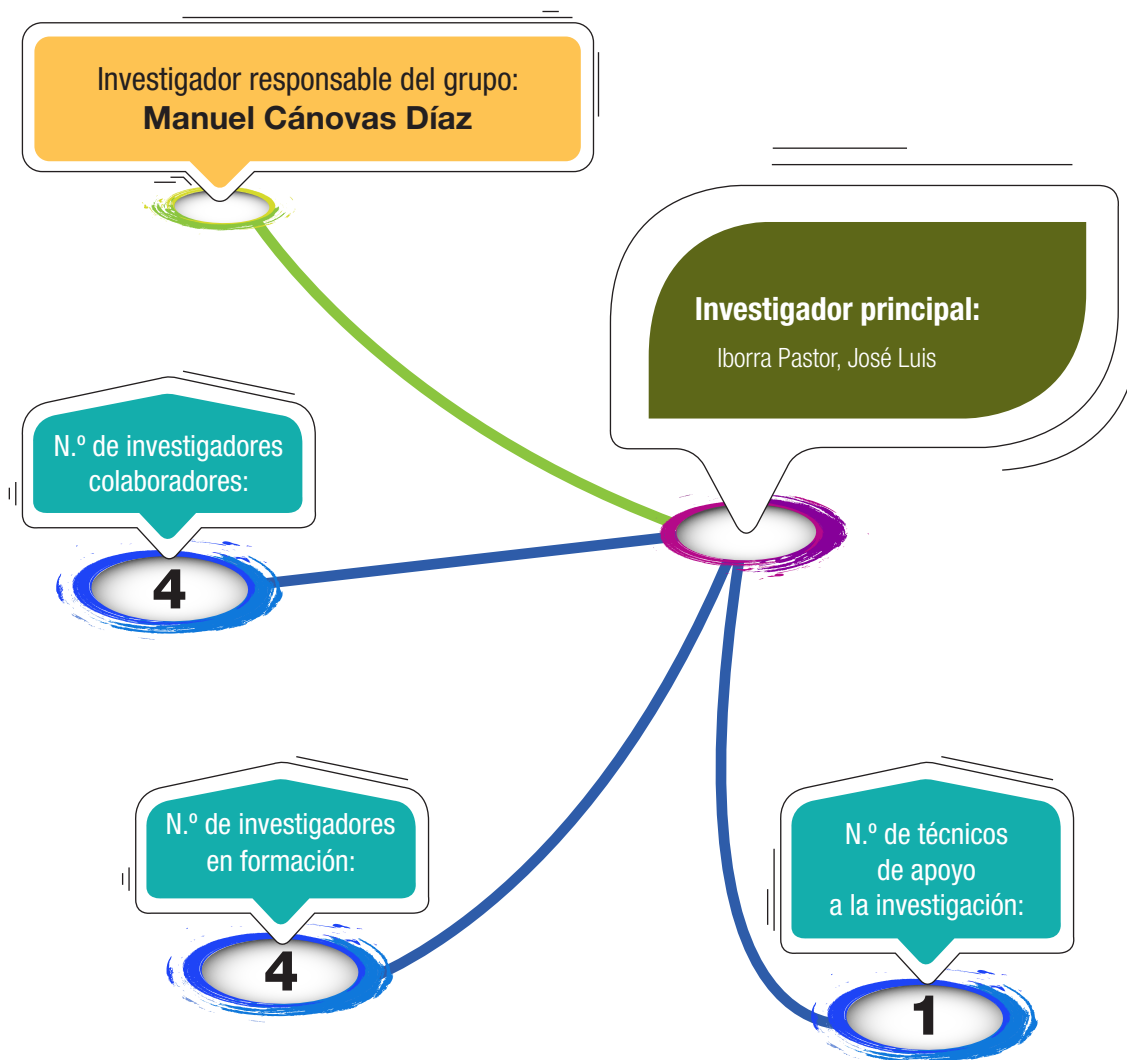 Investigador responsable del grupo:
Manuel Cánovas Díaz
Investigador principal:
Iborra Pastor, José Luis
N.º de investigadores
colaboradores:
4
N.º de investigadores
en formación:
4
N.º de técnicos
de apoyo
a la investigación:
1